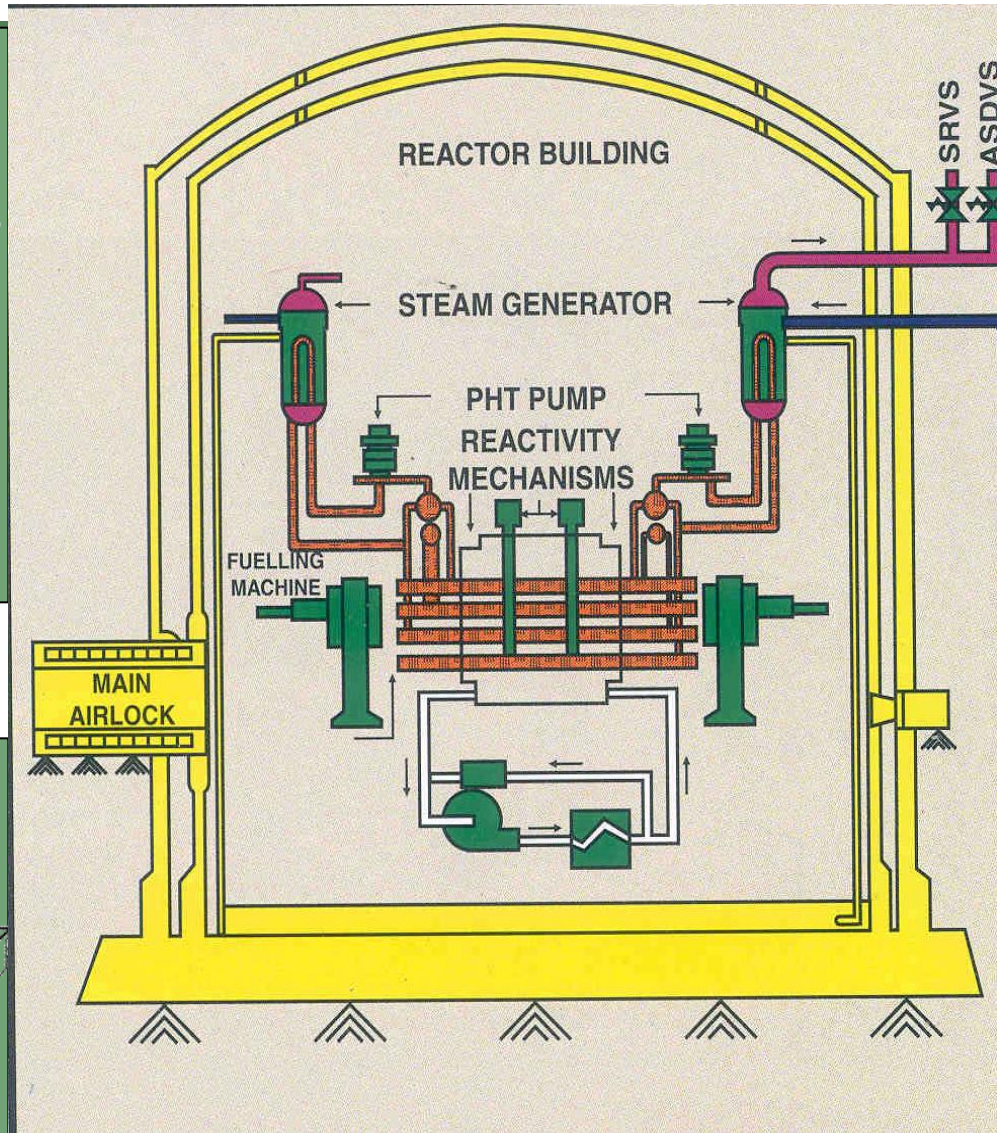 SRVS
ASDVS
REACTOR BUILDING
STEAM GENERATOR
PHT PUMP
REACTIVITY
MECHANISMS
FUELLING
MACHINE
MAIN
AIRLOCK